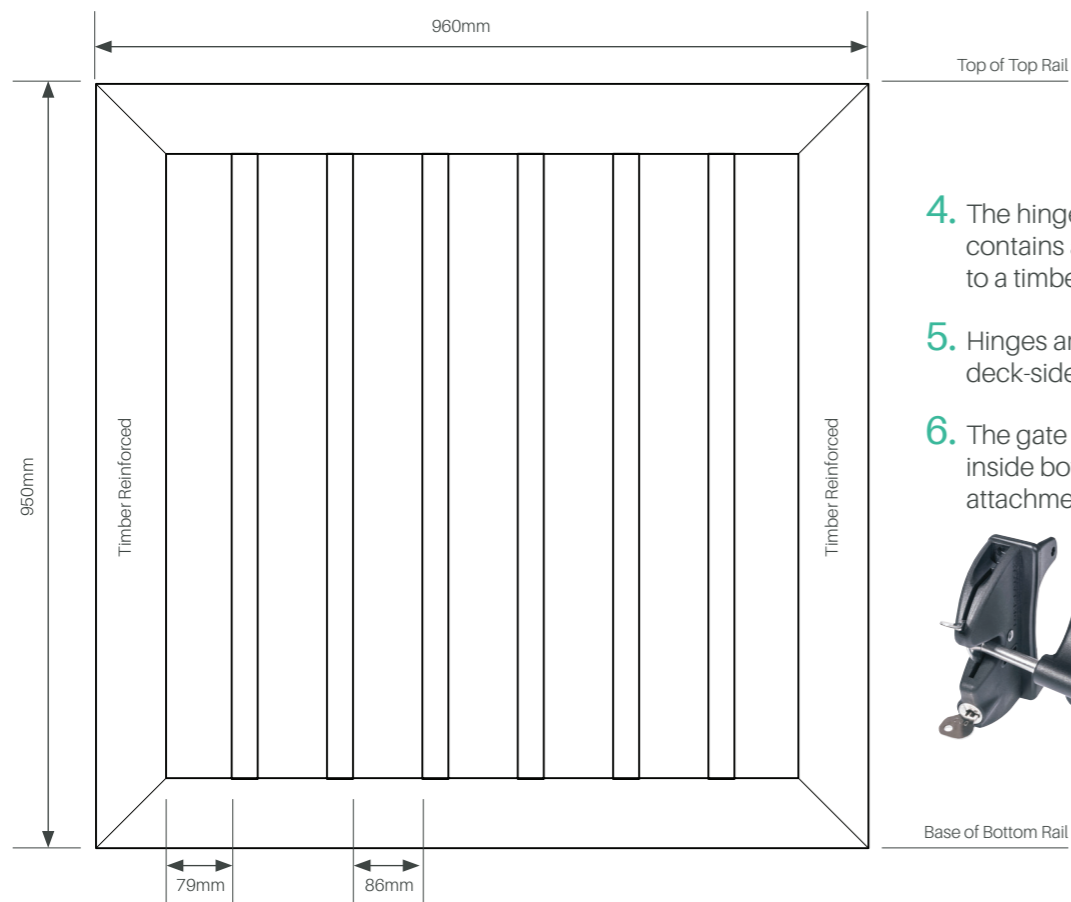 960mm
Top of Top Rail
4. The hinge
contains
to a timbe
5. Hinges ar
deck-side
6. The gate
inside bo
attachme
950mm
Timber Reinforced
Timber Reinforced
Base of Bottom Rail
79mm
86mm